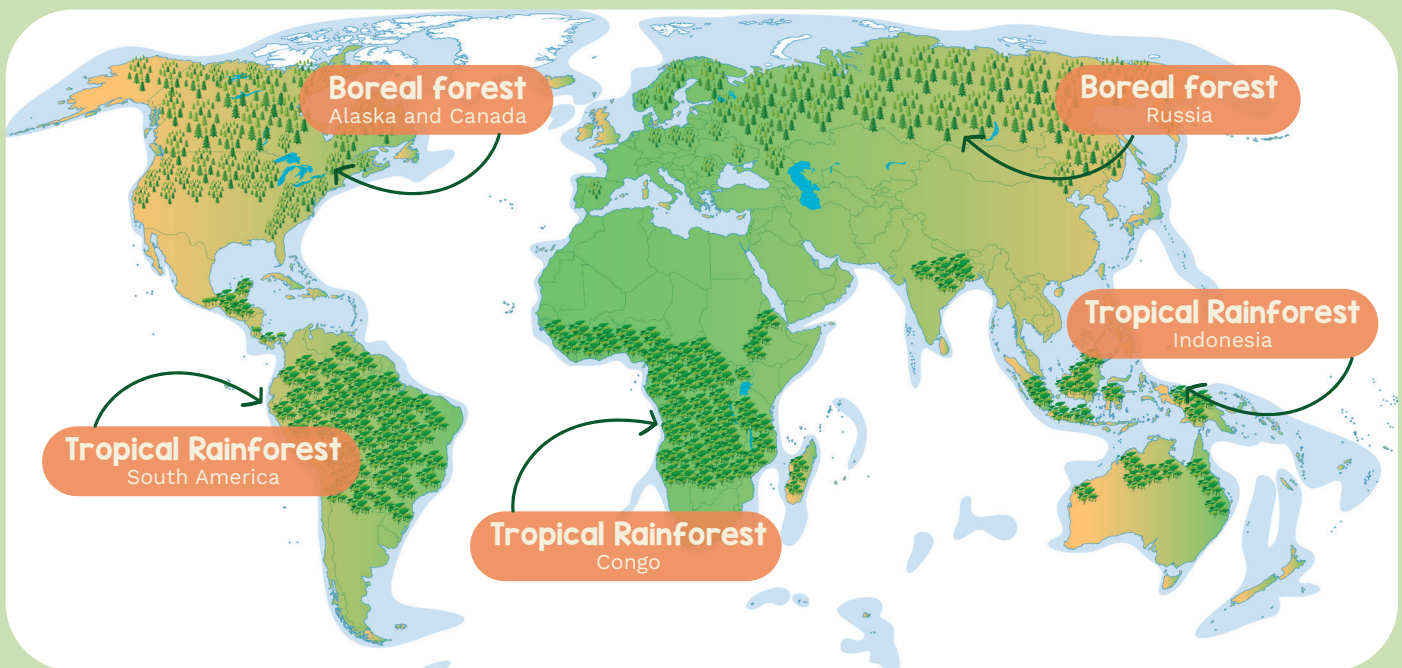 Boreal forest
Alaska and Canada
Boreal forest
Russia
Tropical Rainforest
Indonesia
Tropical Rainforest
South America
Tropical Rainforest
Congo